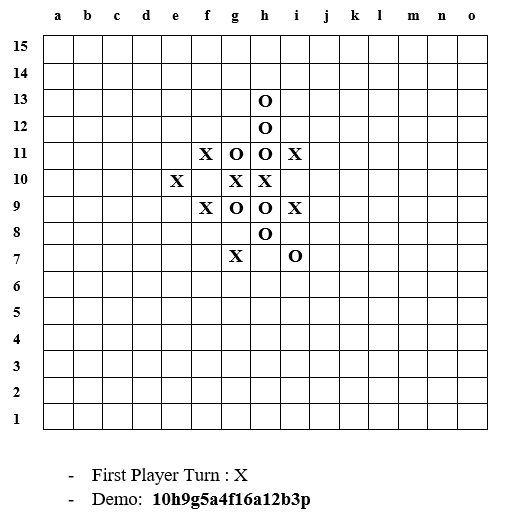 a b c d e f g h i j k l m n o
15
14
13 O
12 O
11 X O O X
10 X X X
9 X O O X
8 O
7 X O
6
5
4
3
2
1
- First Player Turn : X
- Demo: 10h9g5a4f16a12b3p